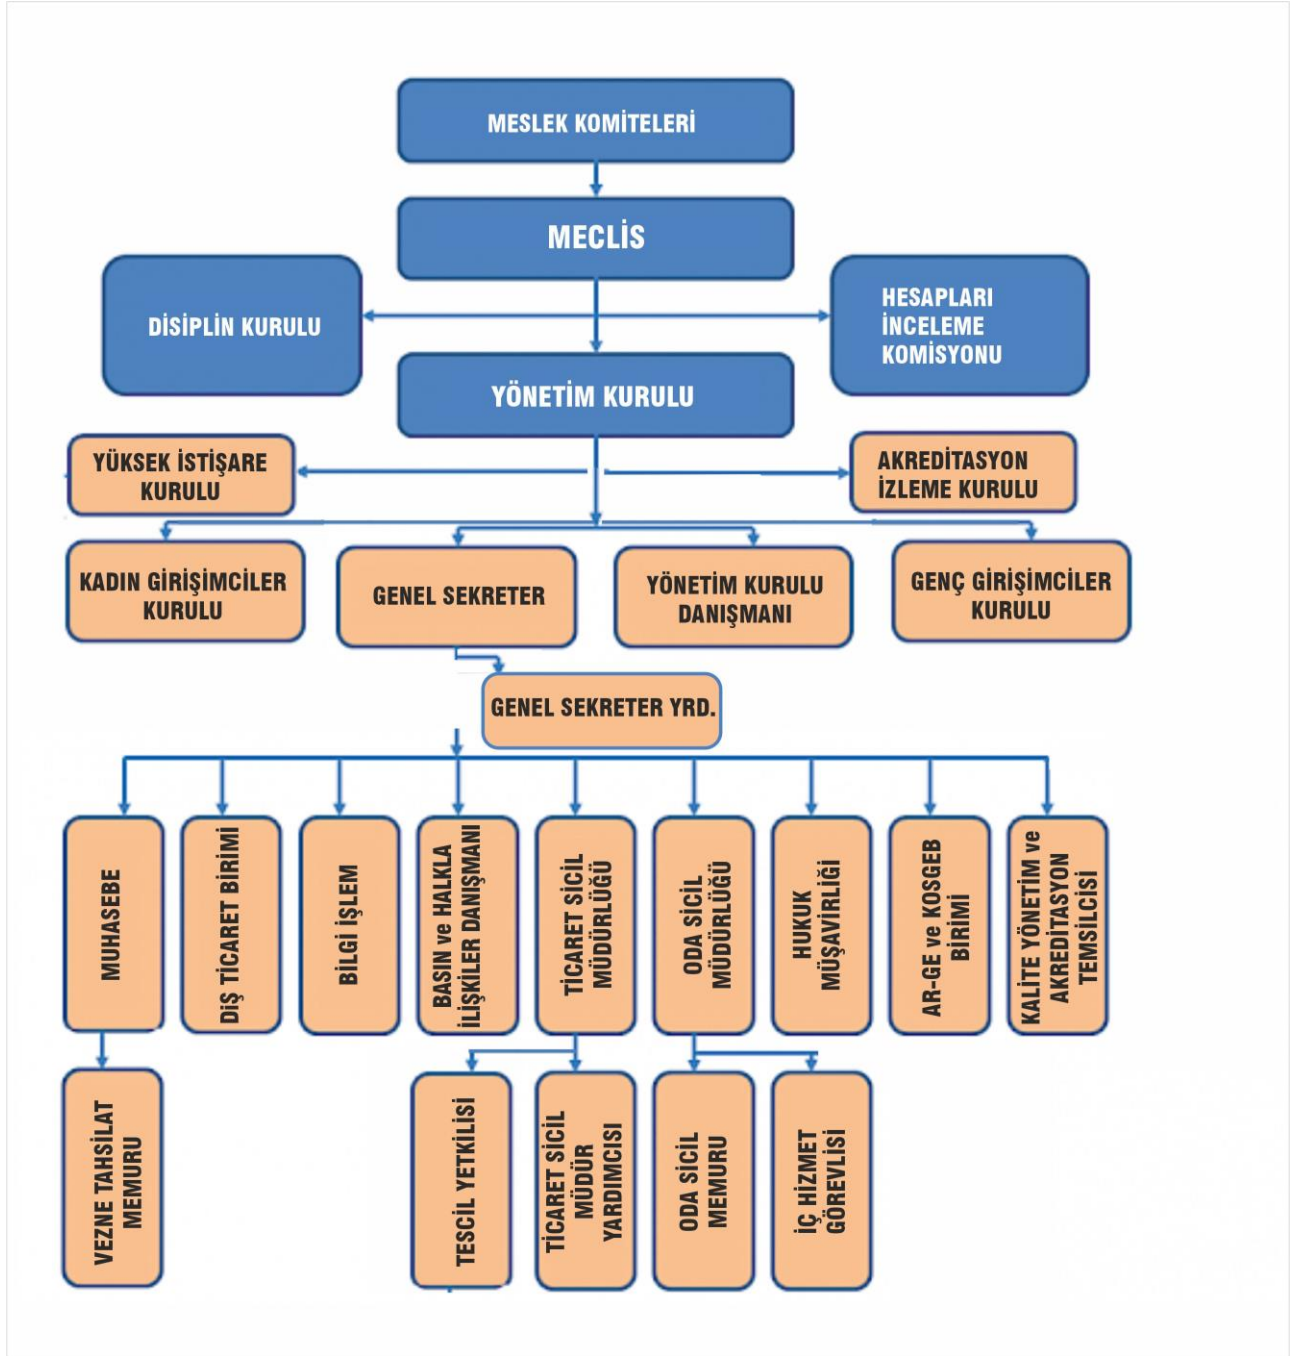 MESLEK KOMİTELERİ
MECLİS
DİSİPLİN KURULU
HESAPLARI
İNCELEME
KOMİSYONU
YÖNETİM KURULU
YÜKSEK İSTİŞARE
KURULU
AKREDİTASYON
İZLEME KURULU
KADIN GİRİŞİMCİLER
KURULU
GENEL SEKRETER
YÖNETİM KURULU
DANIŞMANI
GENÇ GİRİŞİMCİLER
KURULU
GENEL SEKRETER YRD.
MUHASEBE
DİŞ TİCARET BİRİMİ
BİLGİ İŞLEM
BASIN ve HALKLA
İLİŞKİLER DANIŞMANI
TİCARET SİCİL
MÜDÜRLÜĞÜ
ODA SİCİL
MÜDÜRLÜĞÜ
HUKUK
MÜŞAVİRLİĞİ
AR-GE ve KOSGEB
BİRİMİ
KALİTE YÖNETİM ve
AKREDİTASYON
TEMSİLCİSİ
VEZNE TAHSİLAT
MEMURU
TESCİL YETKİLİSİ
TİCARET SİCİL
MÜDÜR
YARDIMCISI
ODA SİCİL
MEMURU
İÇ HİZMET
GÖREVLİSİ